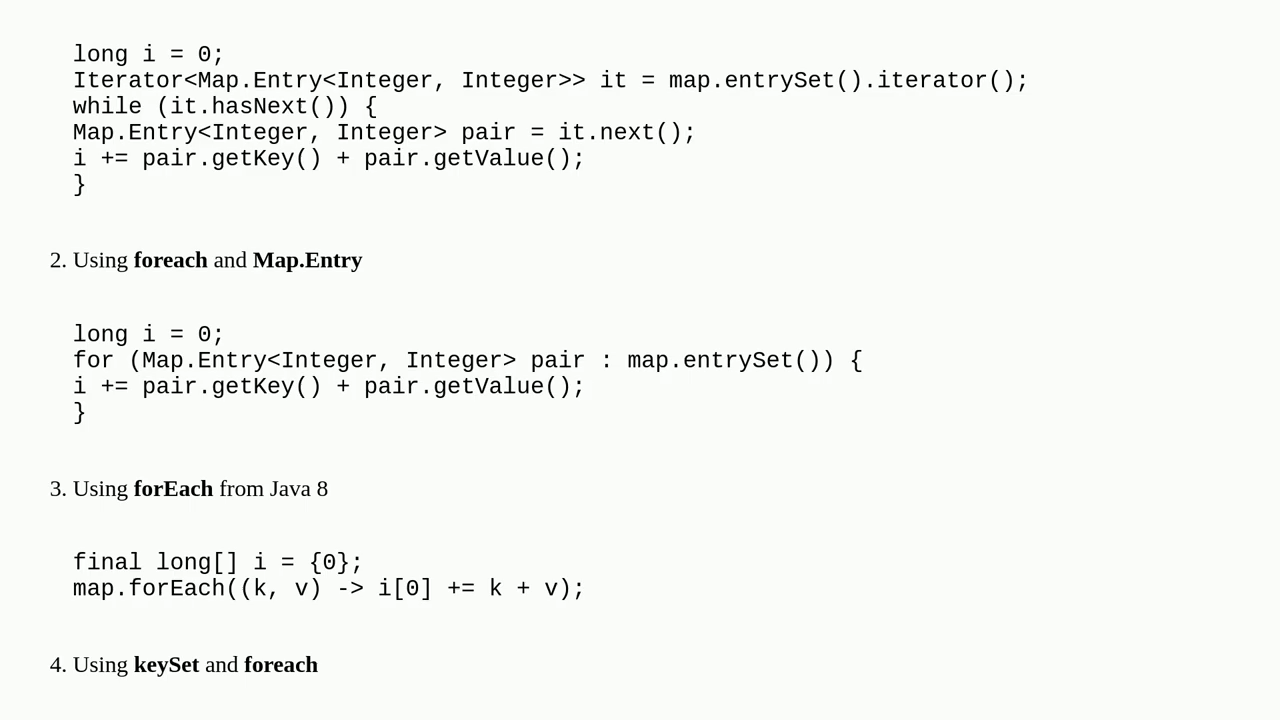 long i = 0;
Iterator<Map.Entry<Integer, Integer>> it = map.entrySet().iterator();
while (it.hasNext()) {
Map.Entry<Integer, Integer> pair = it.next();
i += pair.getKey() + pair.getValue();
}
2. Using foreach and Map.Entry
long i = 0;
for (Map.Entry<Integer, Integer> pair : map.entrySet()) {
i += pair.getKey() + pair.getValue();
}
3. Using forEach from Java 8
final long[] i = {0};
map.forEach((k, v) -> i[0] += k + v);
4. Using keySet and foreach